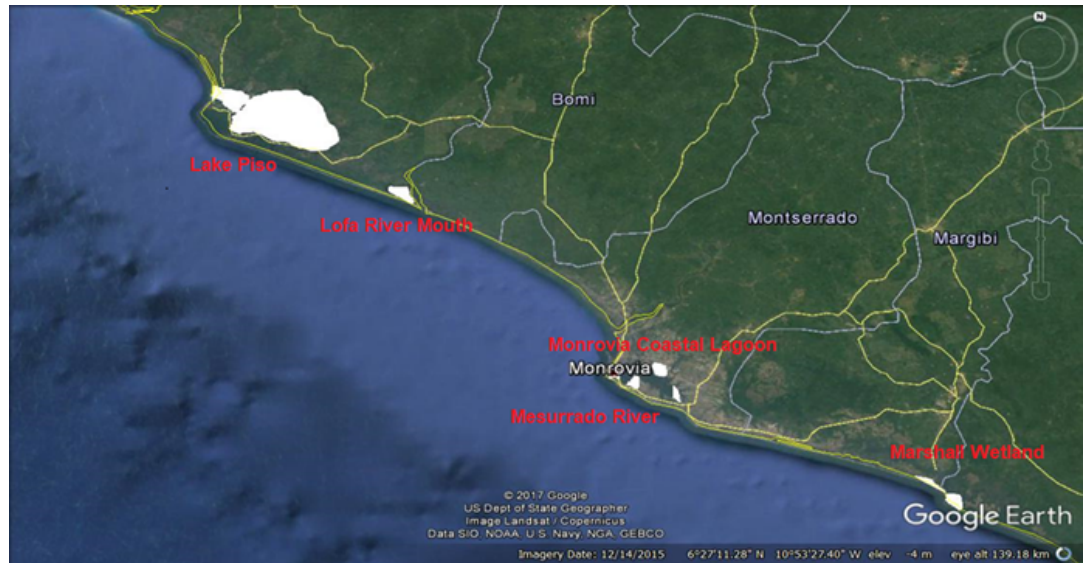 N
Bomi
Lake Piso
Lofa River Mouth
Montserrado
Margibi
Monrovia Coastal Lagoon
Monrovia
Mesurrado River
Marshall Wetland
© 2017 Google
US Dept of State Geographer
Image Landsat / Copernicus
Data SIO, NOAA, U.S. Navy, NGA, GEBCO
Google Earth
Imagery Date: 12/14/2015 6°27'11.28" N 10°53'27.40" W elev -4 m eye alt 139.18 km